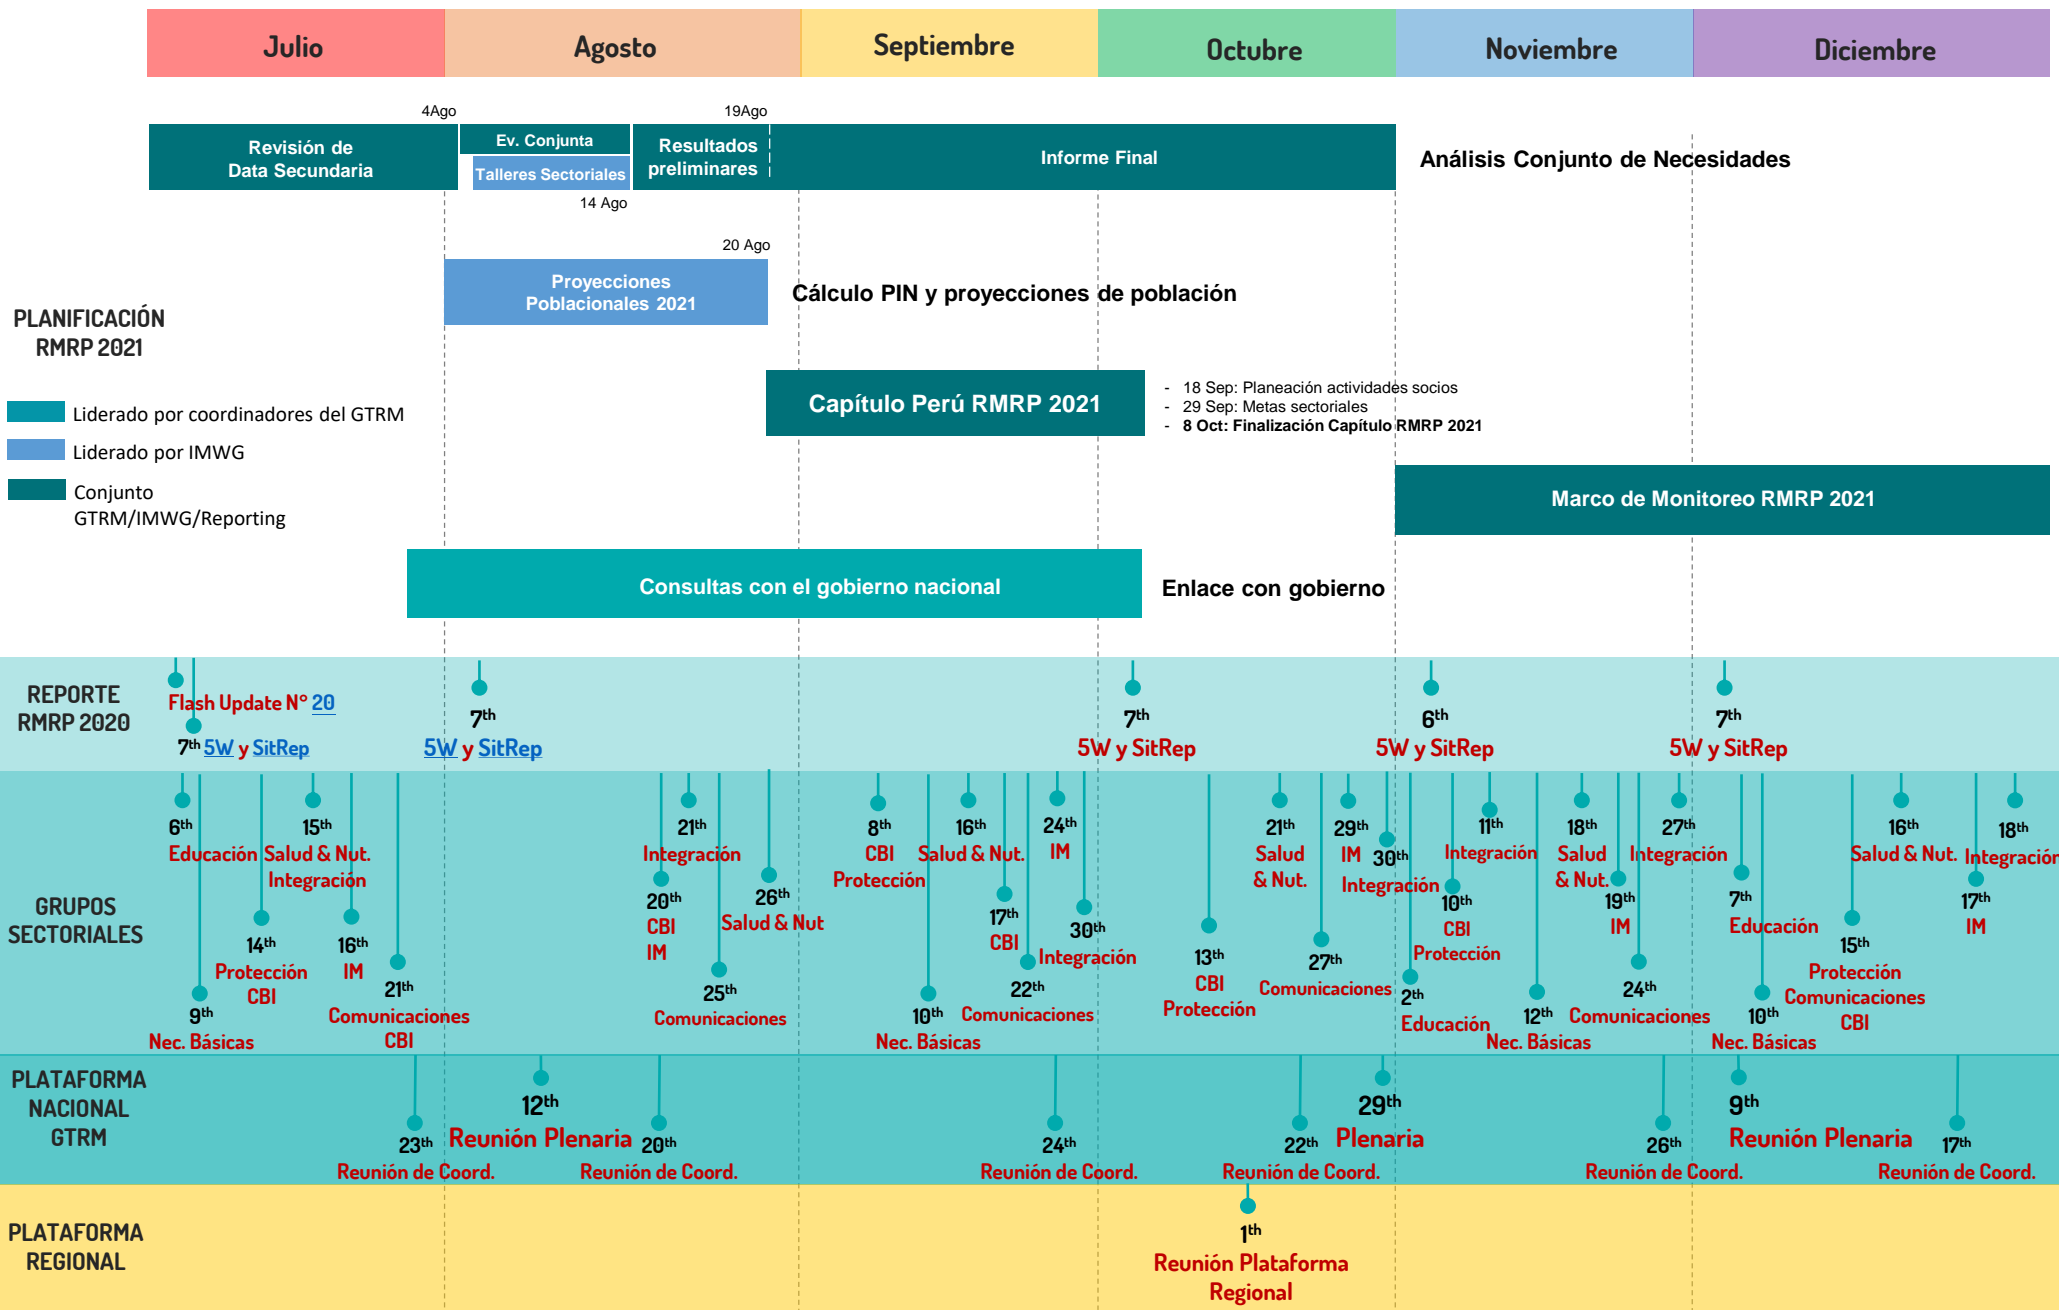 Julio
Agosto
Septiembre
Octubre
Noviembre
Diciembre
4Ago
19Ago
Revisión de
Data Secundaria
Ev. Conjunta
Talleres Sectoriales
Resultados
preliminares
Informe Final
Análisis Conjunto de Necesidades
14 Ago
20 Ago
Proyecciones
Poblacionales 2021
Cálculo PIN y proyecciones de población
PLANIFICACIÓN
RMRP 2021
Capítulo Perú RMRP 2021
- 18 Sep: Planeación actividades socios
- 29 Sep: Metas sectoriales
- 8 Oct: Finalización Capítulo RMRP 2021
Liderado por coordinadores del GTRM
Liderado por IMWG
Conjunto
GTRM/IMWG/Reporting
Marco de Monitoreo RMRP 2021
Consultas con el gobierno nacional
Enlace con gobierno
REPORTE
RMRP 2020
Flash Update N° 20
7th 5W y SitRep
7th
5W y SitRep
7th
5W y SitRep
6th
5W y SitRep
7th
5W y SitRep
GRUPOS
SECTORIALES
6th
Educación
9th
Nec. Básicas
14th
Protección
CBI
15th
Salud & Nut.
Integración
16th
IM
21th
Comunicaciones
CBI
20th
CBI
IM
21th
Integración
25th
Comunicaciones
26th
Salud & Nut
8th
CBI
Protección
10th
Nec. Básicas
16th
Salud & Nut.
17th
CBI
22th
Comunicaciones
24th
IM
30th
Integración
13th
CBI
Protección
21th
Salud
& Nut.
27th
Comunicaciones
29th
IM
30th
Integración
2th
Educación
10th
CBI
Protección
11th
Integración
12th
Nec. Básicas
18th
Salud
& Nut.
19th
IM
24th
Comunicaciones
27th
Integración
7th
Educación
10th
Nec. Básicas
15th
Protección
Comunicaciones
CBI
16th
Salud & Nut.
17th
IM
18th
Integración
PLATAFORMA
NACIONAL
GTRM
23th
Reunión de Coord.
12th
Reunión Plenaria
20th
Reunión de Coord.
24th
Reunión de Coord.
22th
Reunión de Coord.
29th
Plenaria
26th
Reunión de Coord.
9th
Reunión Plenaria
17th
Reunión de Coord.
PLATAFORMA
REGIONAL
1th
Reunión Plataforma
Regional